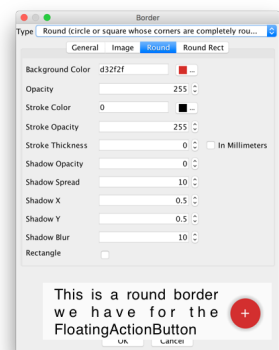 Border
Type Round (circle or square whose corners are completely rou...
General Image Round Round Rect
Background Color d32f2f ...
Opacity 255
Stroke Color 0 ...
Stroke Opacity 255
Stroke Thickness 0 In Millimeters
Shadow Opacity 0
Shadow Spread 10
Shadow X 0.5
Shadow Y 0.5
Shadow Blur 10
Rectangle
This is a round border
we have for the
FloatingActionButton
+
OK Cancel